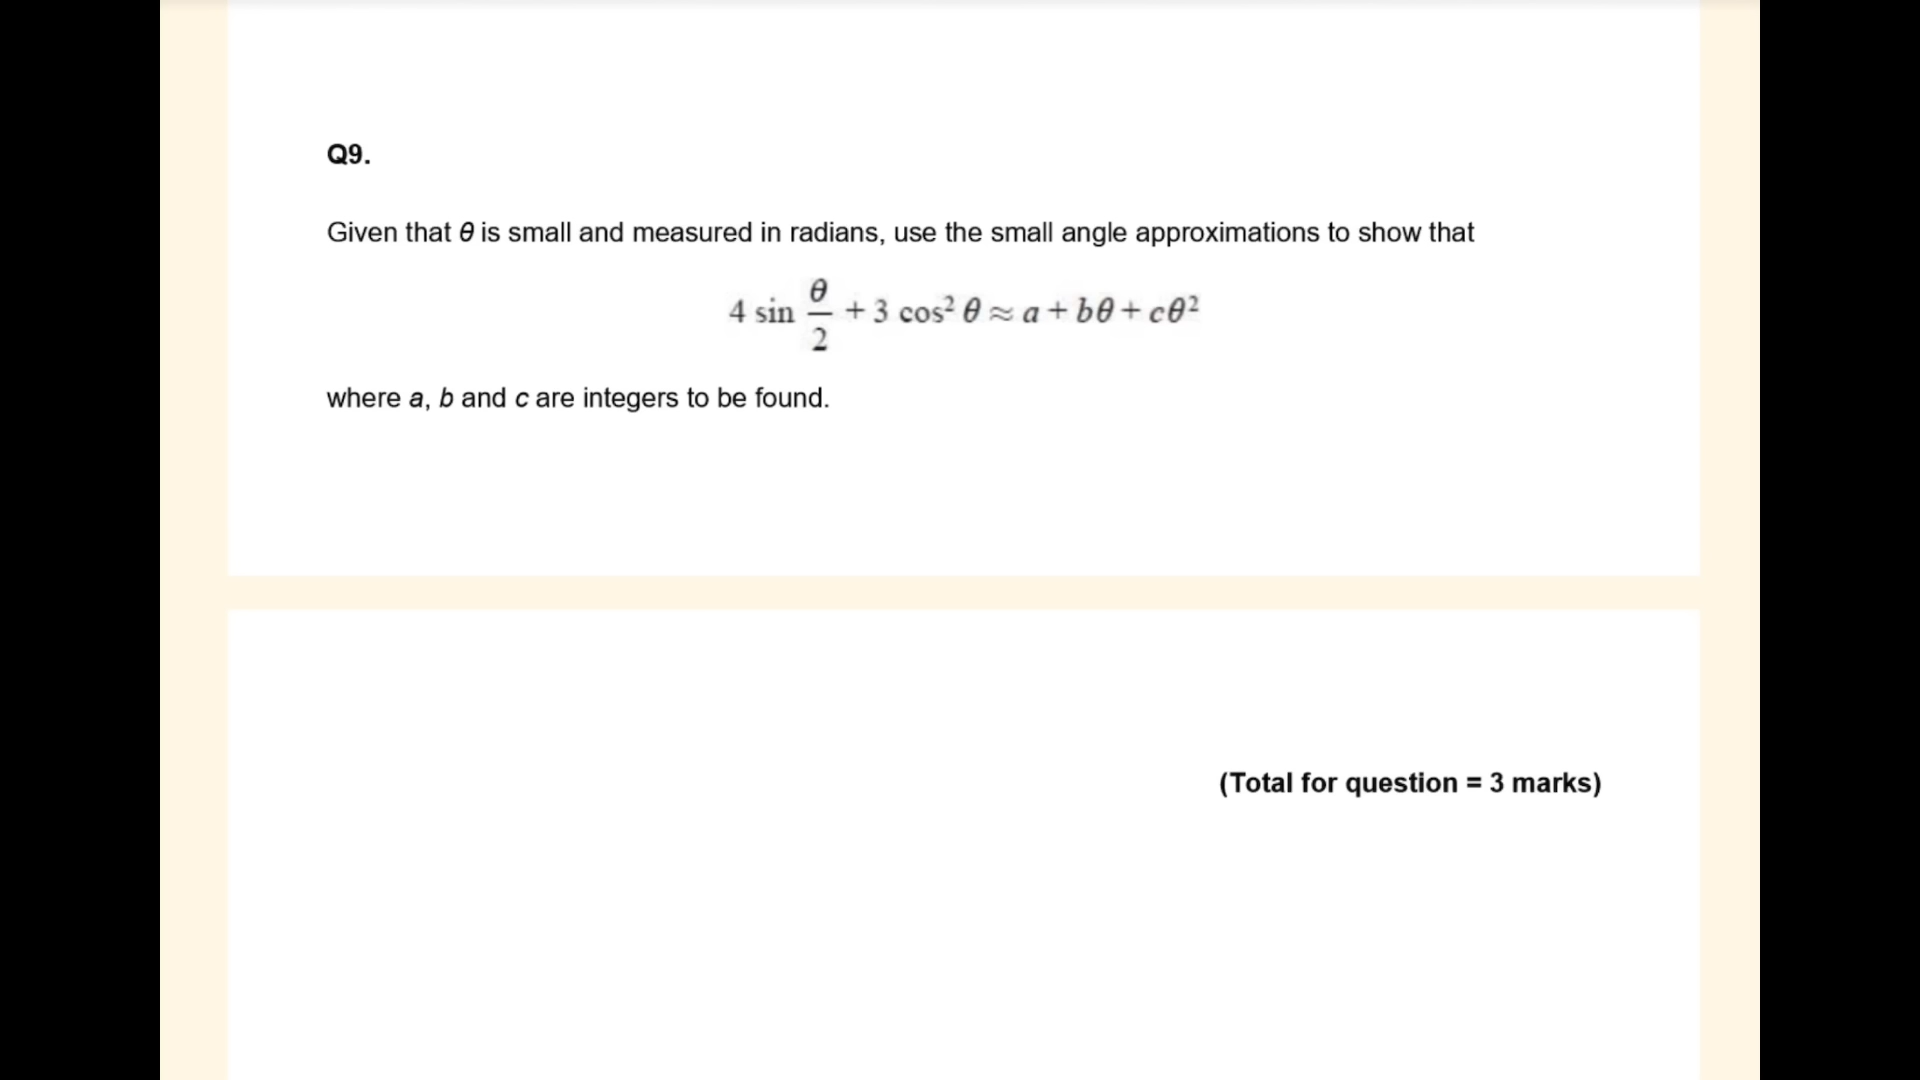 Q9.
Given that θ is small and measured in radians, use the small angle approximations to show that
4 sin θ/2 + 3 cos² θ ≈ a + bθ + cθ²
where a, b and c are integers to be found.
(Total for question = 3 marks)